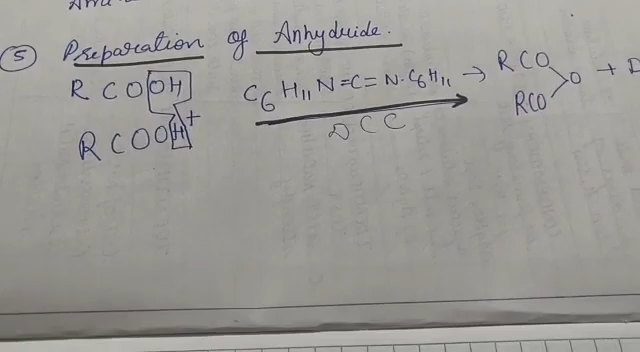 5 Preparation of Anhydride.
RCOOH C6H11N=C=N.C6H11 → RCO
+ RCOOH DCC RCO >O + D